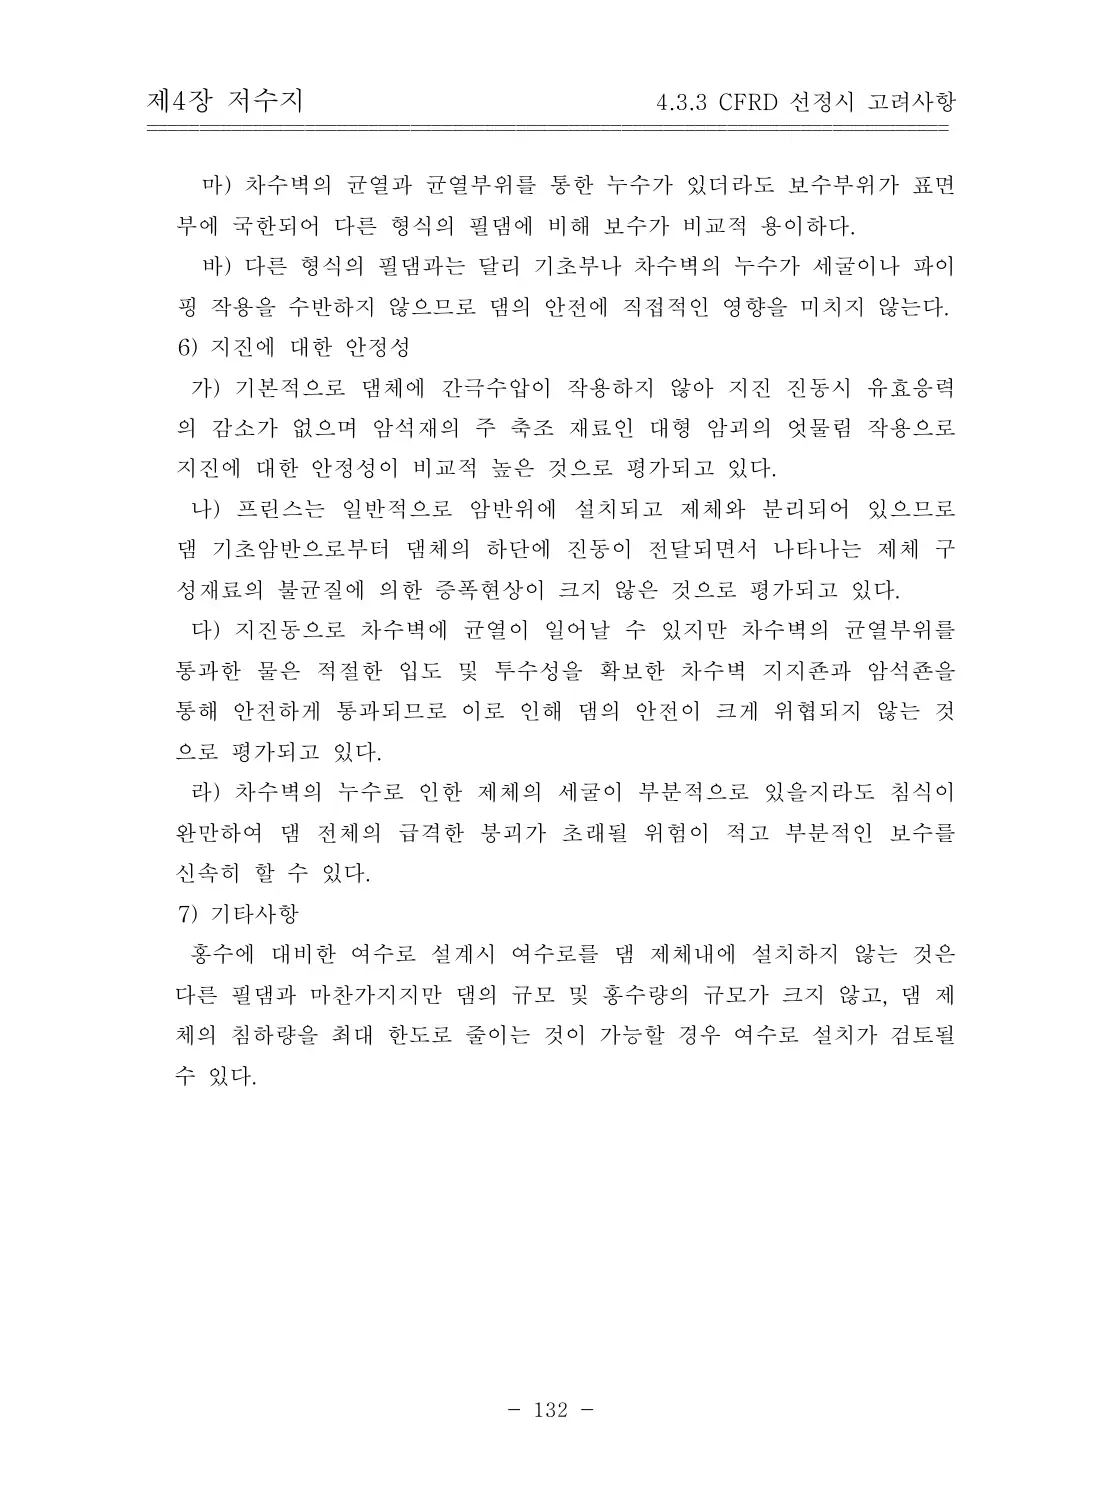 제4장 저수지
4.3.3 CFRD 선정시 고려사항
마) 차수벽의 균열과 균열부위를 통한 누수가 있더라도 보수부위가 표면
부에 국한되어 다른 형식의 필댐에 비해 보수가 비교적 용이하다.
바) 다른 형식의 필댐과는 달리 기초부나 차수벽의 누수가 세굴이나 파이
핑 작용을 수반하지 않으므로 댐의 안전에 직접적인 영향을 미치지 않는다.
6) 지진에 대한 안정성
가) 기본적으로 댐체에 간극수압이 작용하지 않아 지진 진동시 유효응력
의 감소가 없으며 암석재의 주 축조 재료인 대형 암괴의 엇물림 작용으로
지진에 대한 안정성이 비교적 높은 것으로 평가되고 있다.
나) 프린스는 일반적으로 암반위에 설치되고 제체와 분리되어 있으므로
댐 기초암반으로부터 댐체의 하단에 진동이 전달되면서 나타나는 제체 구
성재료의 불균질에 의한 증폭현상이 크지 않은 것으로 평가되고 있다.
다) 지진동으로 차수벽에 균열이 일어날 수 있지만 차수벽의 균열부위를
통과한 물은 적절한 입도 및 투수성을 확보한 차수벽 지지죤과 암석죤을
통해 안전하게 통과되므로 이로 인해 댐의 안전이 크게 위협되지 않는 것
으로 평가되고 있다.
라) 차수벽의 누수로 인한 제체의 세굴이 부분적으로 있을지라도 침식이
완만하여 댐 전체의 급격한 붕괴가 초래될 위험이 적고 부분적인 보수를
신속히 할 수 있다.
7) 기타사항
홍수에 대비한 여수로 설계시 여수로를 댐 제체내에 설치하지 않는 것은
다른 필댐과 마찬가지지만 댐의 규모 및 홍수량의 규모가 크지 않고, 댐 제
체의 침하량을 최대 한도로 줄이는 것이 가능할 경우 여수로 설치가 검토될
수 있다.
- 132 -